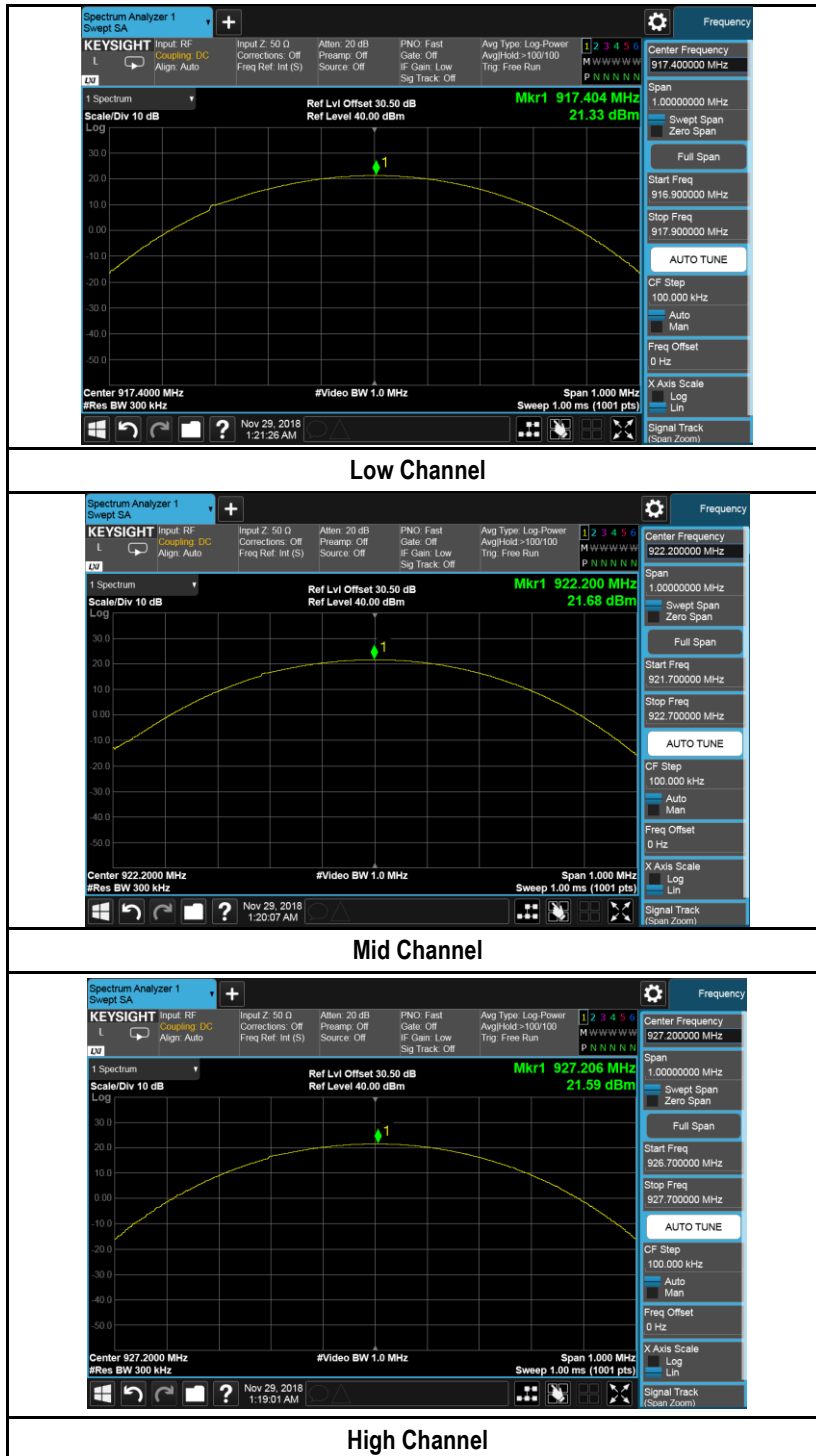 Spectrum Analyzer 1
Swept SA
Frequency
KEYSIGHT
L
LXI
Input: RF
Coupling: DC
Align: Auto
Input Z: 50 Ω
Corrections: Off
Freq Ref: Int (S)
Atten: 20 dB
Preamp: Off
Source: Off
PNO: Fast
Gate: Off
IF Gain: Low
Sig Track: Off
Avg Type: Log-Power
Avg|Hold:>100/100
Trig: Free Run
1 2 3 4 5 6
M W W W W W
P N N N N N
1 Spectrum
Scale/Div 10 dB
Log
Ref Lvl Offset 30.50 dB
Ref Level 40.00 dBm
Mkr1 917.404 MHz
21.33 dBm
30.0
20.0
10.0
0.00
-10.0
-20.0
-30.0
-40.0
-50.0
1
Center 917.4000 MHz
#Res BW 300 kHz
#Video BW 1.0 MHz
Span 1.000 MHz
Sweep 1.00 ms (1001 pts)
Nov 29, 2018
1:21:26 AM
Center Frequency
917.400000 MHz
Span
1.00000000 MHz
Swept Span
Zero Span
Full Span
Start Freq
916.900000 MHz
Stop Freq
917.900000 MHz
AUTO TUNE
CF Step
100.000 kHz
Auto
Man
Freq Offset
0 Hz
X Axis Scale
Log
Lin
Signal Track
(Span Zoom)
Low Channel
Spectrum Analyzer 1
Swept SA
Frequency
KEYSIGHT
L
LXI
Input: RF
Coupling: DC
Align: Auto
Input Z: 50 Ω
Corrections: Off
Freq Ref: Int (S)
Atten: 20 dB
Preamp: Off
Source: Off
PNO: Fast
Gate: Off
IF Gain: Low
Sig Track: Off
Avg Type: Log-Power
Avg|Hold:>100/100
Trig: Free Run
1 2 3 4 5 6
M W W W W W
P N N N N N
1 Spectrum
Scale/Div 10 dB
Log
Ref Lvl Offset 30.50 dB
Ref Level 40.00 dBm
Mkr1 922.200 MHz
21.68 dBm
30.0
20.0
10.0
0.00
-10.0
-20.0
-30.0
-40.0
-50.0
1
Center 922.2000 MHz
#Res BW 300 kHz
#Video BW 1.0 MHz
Span 1.000 MHz
Sweep 1.00 ms (1001 pts)
Nov 29, 2018
1:20:07 AM
Center Frequency
922.200000 MHz
Span
1.00000000 MHz
Swept Span
Zero Span
Full Span
Start Freq
921.700000 MHz
Stop Freq
922.700000 MHz
AUTO TUNE
CF Step
100.000 kHz
Auto
Man
Freq Offset
0 Hz
X Axis Scale
Log
Lin
Signal Track
(Span Zoom)
Mid Channel
Spectrum Analyzer 1
Swept SA
Frequency
KEYSIGHT
L
LXI
Input: RF
Coupling: DC
Align: Auto
Input Z: 50 Ω
Corrections: Off
Freq Ref: Int (S)
Atten: 20 dB
Preamp: Off
Source: Off
PNO: Fast
Gate: Off
IF Gain: Low
Sig Track: Off
Avg Type: Log-Power
Avg|Hold:>100/100
Trig: Free Run
1 2 3 4 5 6
M W W W W W
P N N N N N
1 Spectrum
Scale/Div 10 dB
Log
Ref Lvl Offset 30.50 dB
Ref Level 40.00 dBm
Mkr1 927.206 MHz
21.59 dBm
30.0
20.0
10.0
0.00
-10.0
-20.0
-30.0
-40.0
-50.0
1
Center 927.2000 MHz
#Res BW 300 kHz
#Video BW 1.0 MHz
Span 1.000 MHz
Sweep 1.00 ms (1001 pts)
Nov 29, 2018
1:19:01 AM
Center Frequency
927.200000 MHz
Span
1.00000000 MHz
Swept Span
Zero Span
Full Span
Start Freq
926.700000 MHz
Stop Freq
927.700000 MHz
AUTO TUNE
CF Step
100.000 kHz
Auto
Man
Freq Offset
0 Hz
X Axis Scale
Log
Lin
Signal Track
(Span Zoom)
High Channel